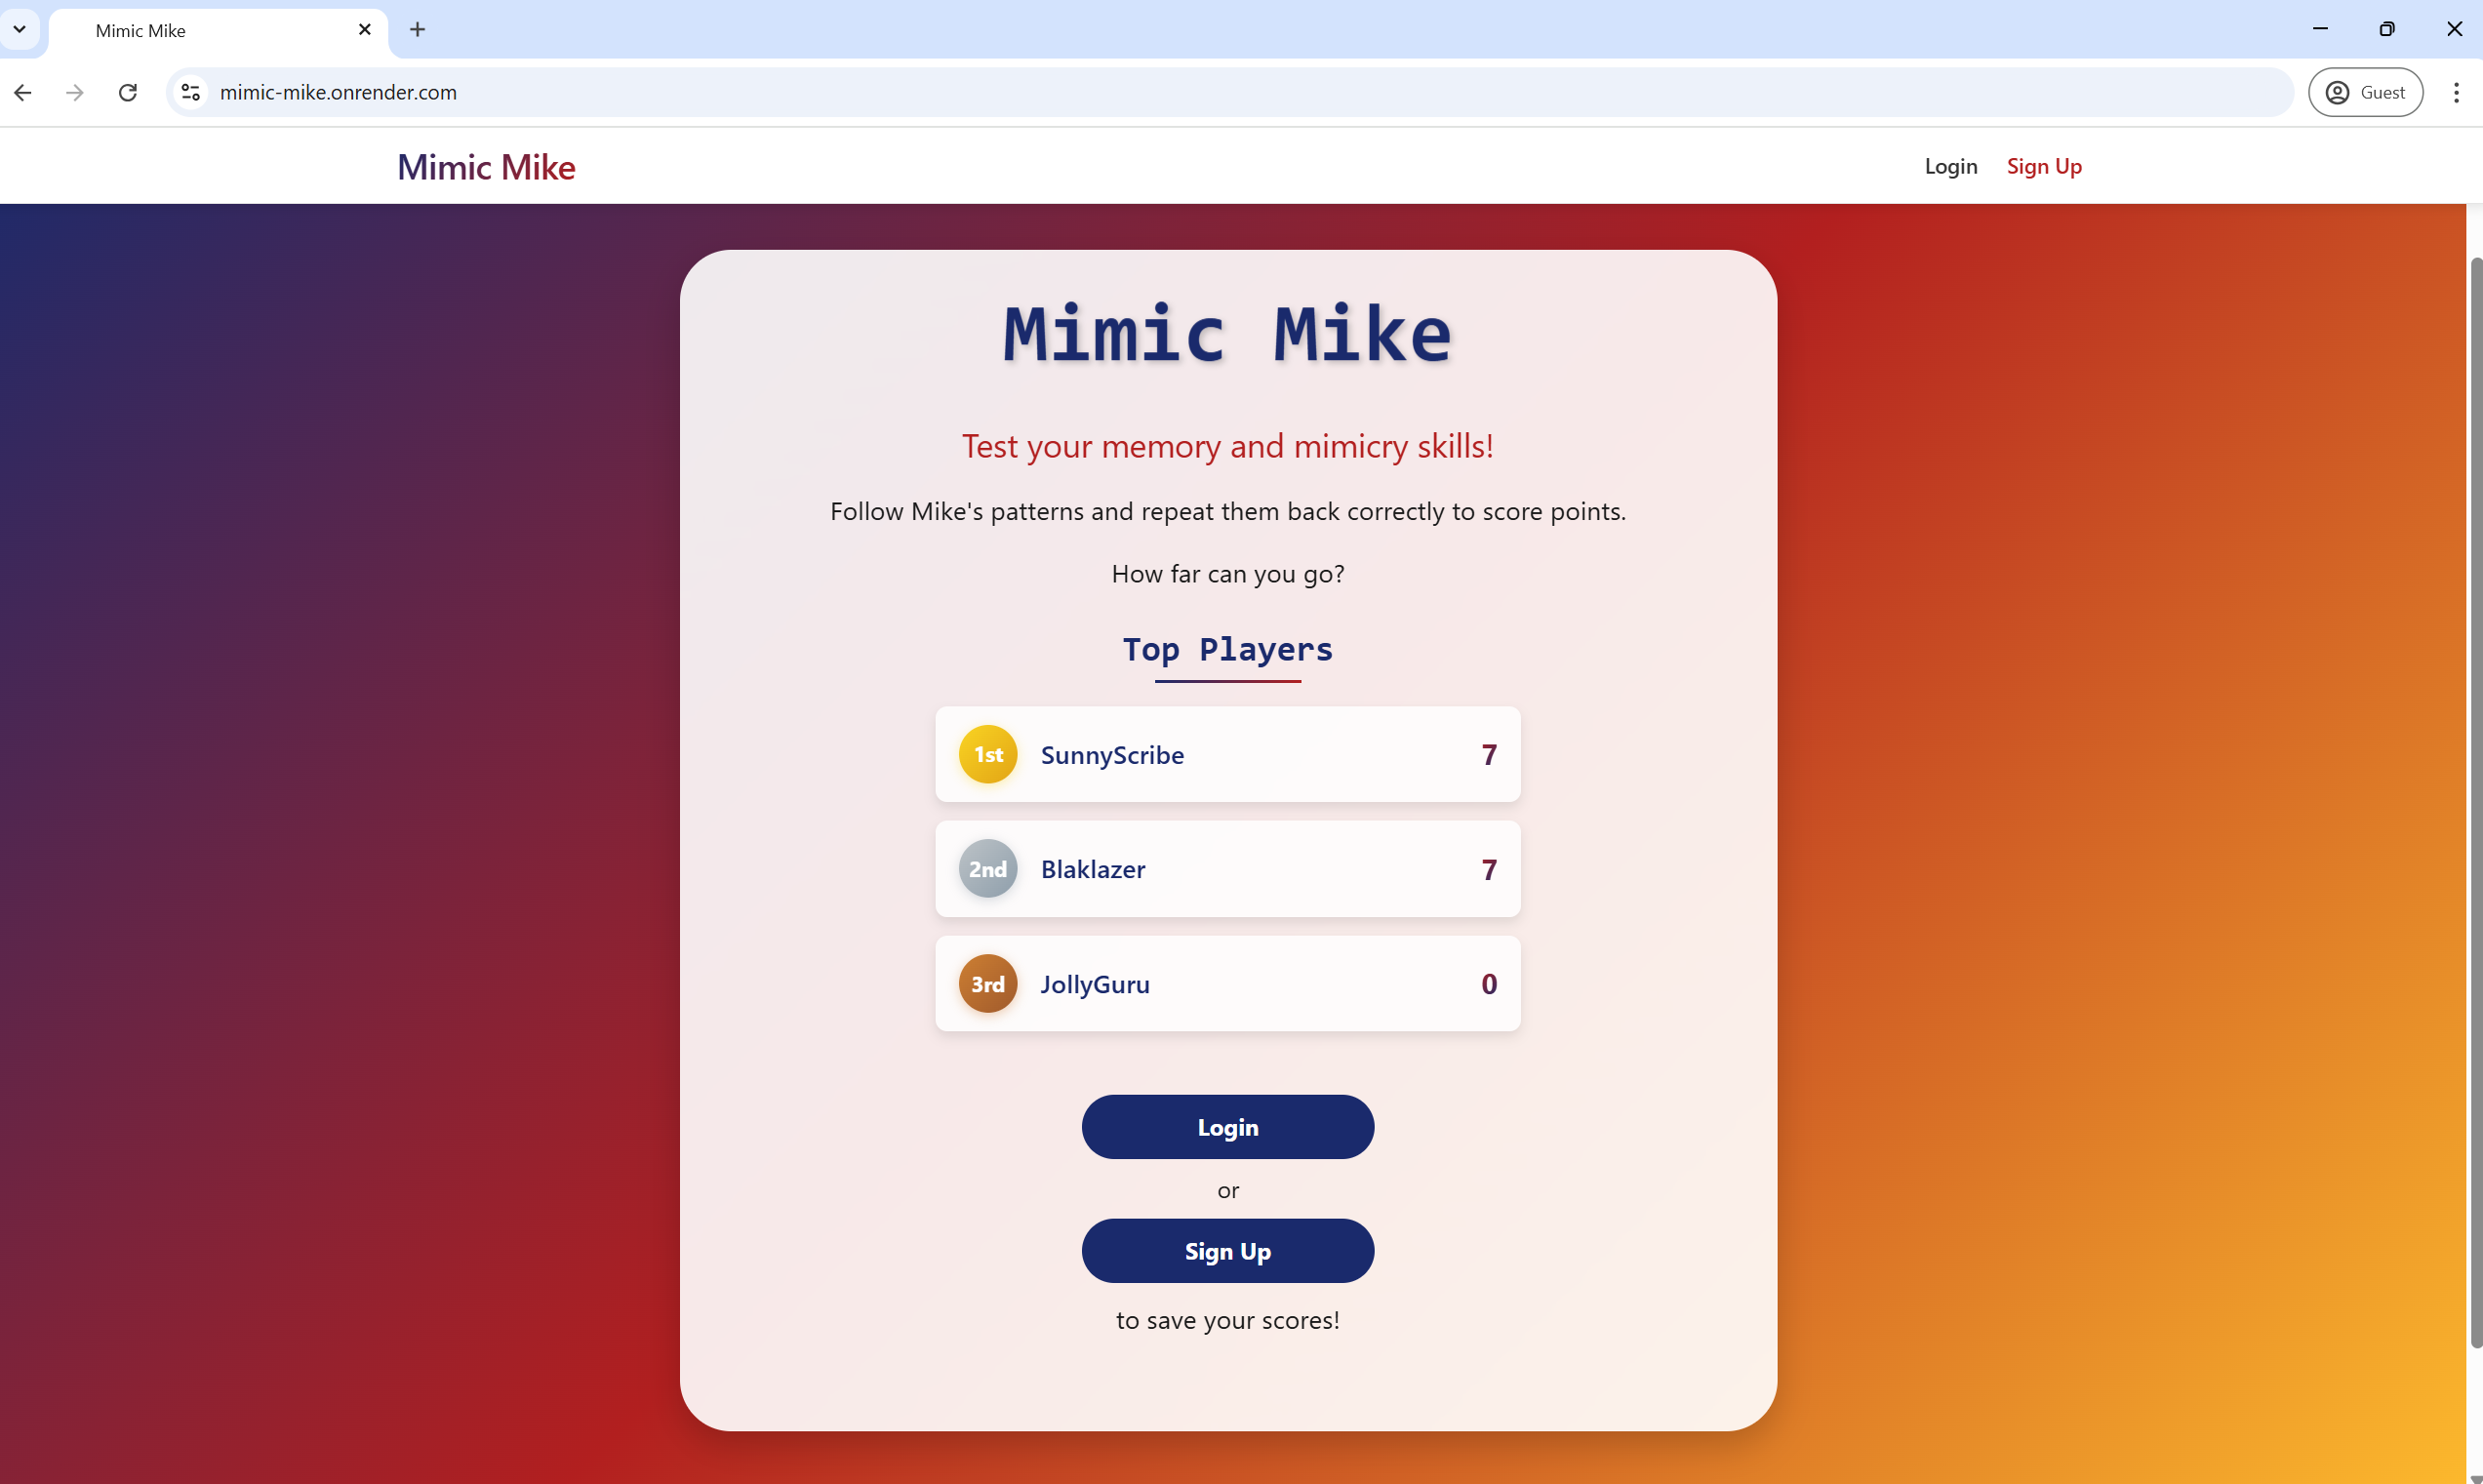 Mimic Mike
mimic-mike.onrender.com
Guest
Mimic Mike
Login
Sign Up
Mimic Mike
Test your memory and mimicry skills!
Follow Mike's patterns and repeat them back correctly to score points.
How far can you go?
Top Players
1st SunnyScribe 7
2nd Blaklazer 7
3rd JollyGuru 0
Login
or
Sign Up
to save your scores!